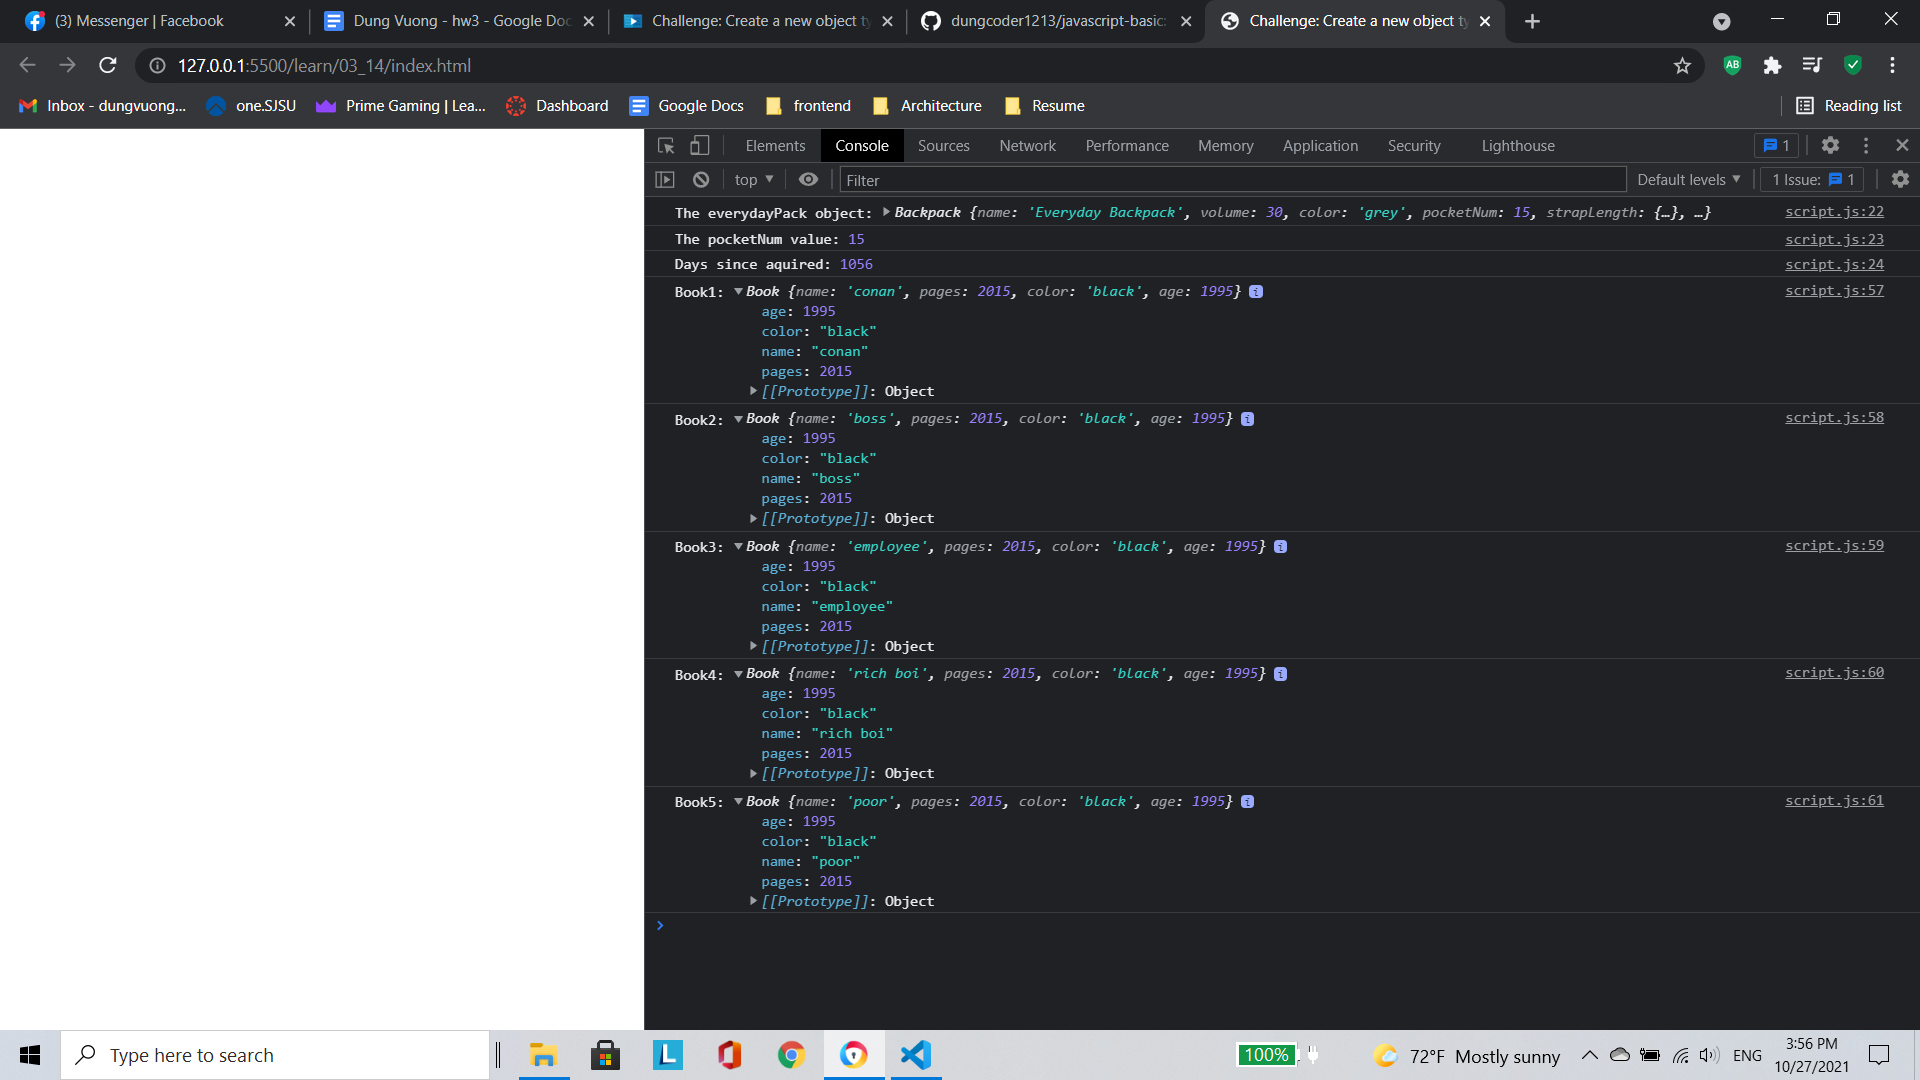 (3) Messenger | Facebook
Dung Vuong - hw3 - Google Doc
Challenge: Create a new object ty
dungcoder1213/javascript-basic
Challenge: Create a new object ty
127.0.0.1:5500/learn/03_14/index.html
Inbox - dungvuong...
one.SJSU
Prime Gaming | Lea...
Dashboard
Google Docs
frontend
Architecture
Resume
Reading list
Elements Console Sources Network Performance Memory Application Security Lighthouse 1
top ▼ Filter Default levels ▼ 1 Issue: 1
The everydayPack object: ▶ Backpack {name: 'Everyday Backpack', volume: 30, color: 'grey', pocketNum: 15, strapLength: {…}, …} script.js:22
The pocketNum value: 15 script.js:23
Days since aquired: 1056 script.js:24
Book1: ▼ Book {name: 'conan', pages: 2015, color: 'black', age: 1995} i script.js:57
age: 1995
color: "black"
name: "conan"
pages: 2015
▶ [[Prototype]]: Object
Book2: ▼ Book {name: 'boss', pages: 2015, color: 'black', age: 1995} i script.js:58
age: 1995
color: "black"
name: "boss"
pages: 2015
▶ [[Prototype]]: Object
Book3: ▼ Book {name: 'employee', pages: 2015, color: 'black', age: 1995} i script.js:59
age: 1995
color: "black"
name: "employee"
pages: 2015
▶ [[Prototype]]: Object
Book4: ▼ Book {name: 'rich boi', pages: 2015, color: 'black', age: 1995} i script.js:60
age: 1995
color: "black"
name: "rich boi"
pages: 2015
▶ [[Prototype]]: Object
Book5: ▼ Book {name: 'poor', pages: 2015, color: 'black', age: 1995} i script.js:61
age: 1995
color: "black"
name: "poor"
pages: 2015
▶ [[Prototype]]: Object
Type here to search
100%
72°F Mostly sunny
ENG
3:56 PM
10/27/2021